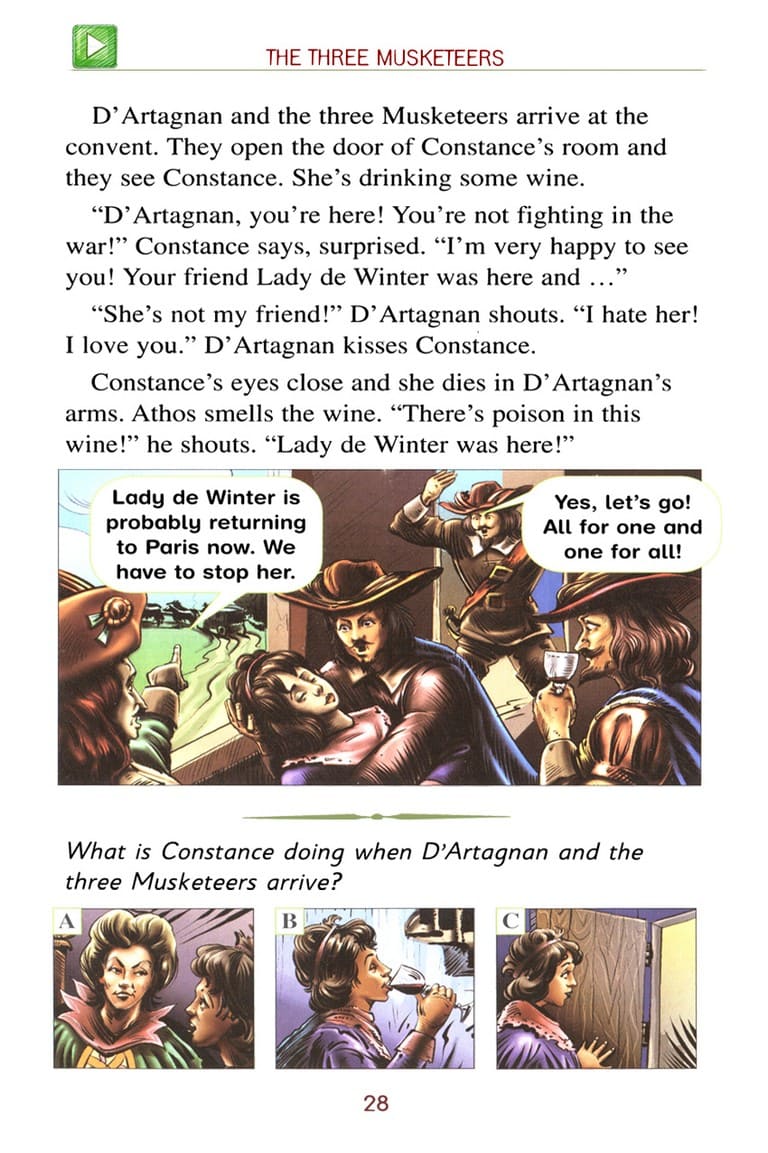 THE THREE MUSKETEERS
D’Artagnan and the three Musketeers arrive at the
convent. They open the door of Constance’s room and
they see Constance. She’s drinking some wine.
“D’Artagnan, you’re here! You’re not fighting in the
war!” Constance says, surprised. “I’m very happy to see
you! Your friend Lady de Winter was here and …”
“She’s not my friend!” D’Artagnan shouts. “I hate her!
I love you.” D’Artagnan kisses Constance.
Constance’s eyes close and she dies in D’Artagnan’s
arms. Athos smells the wine. “There’s poison in this
wine!” he shouts. “Lady de Winter was here!”
Lady de Winter is
probably returning
to Paris now. We
have to stop her.
Yes, let’s go!
All for one and
one for all!
What is Constance doing when D’Artagnan and the
three Musketeers arrive?
A
B
C
28